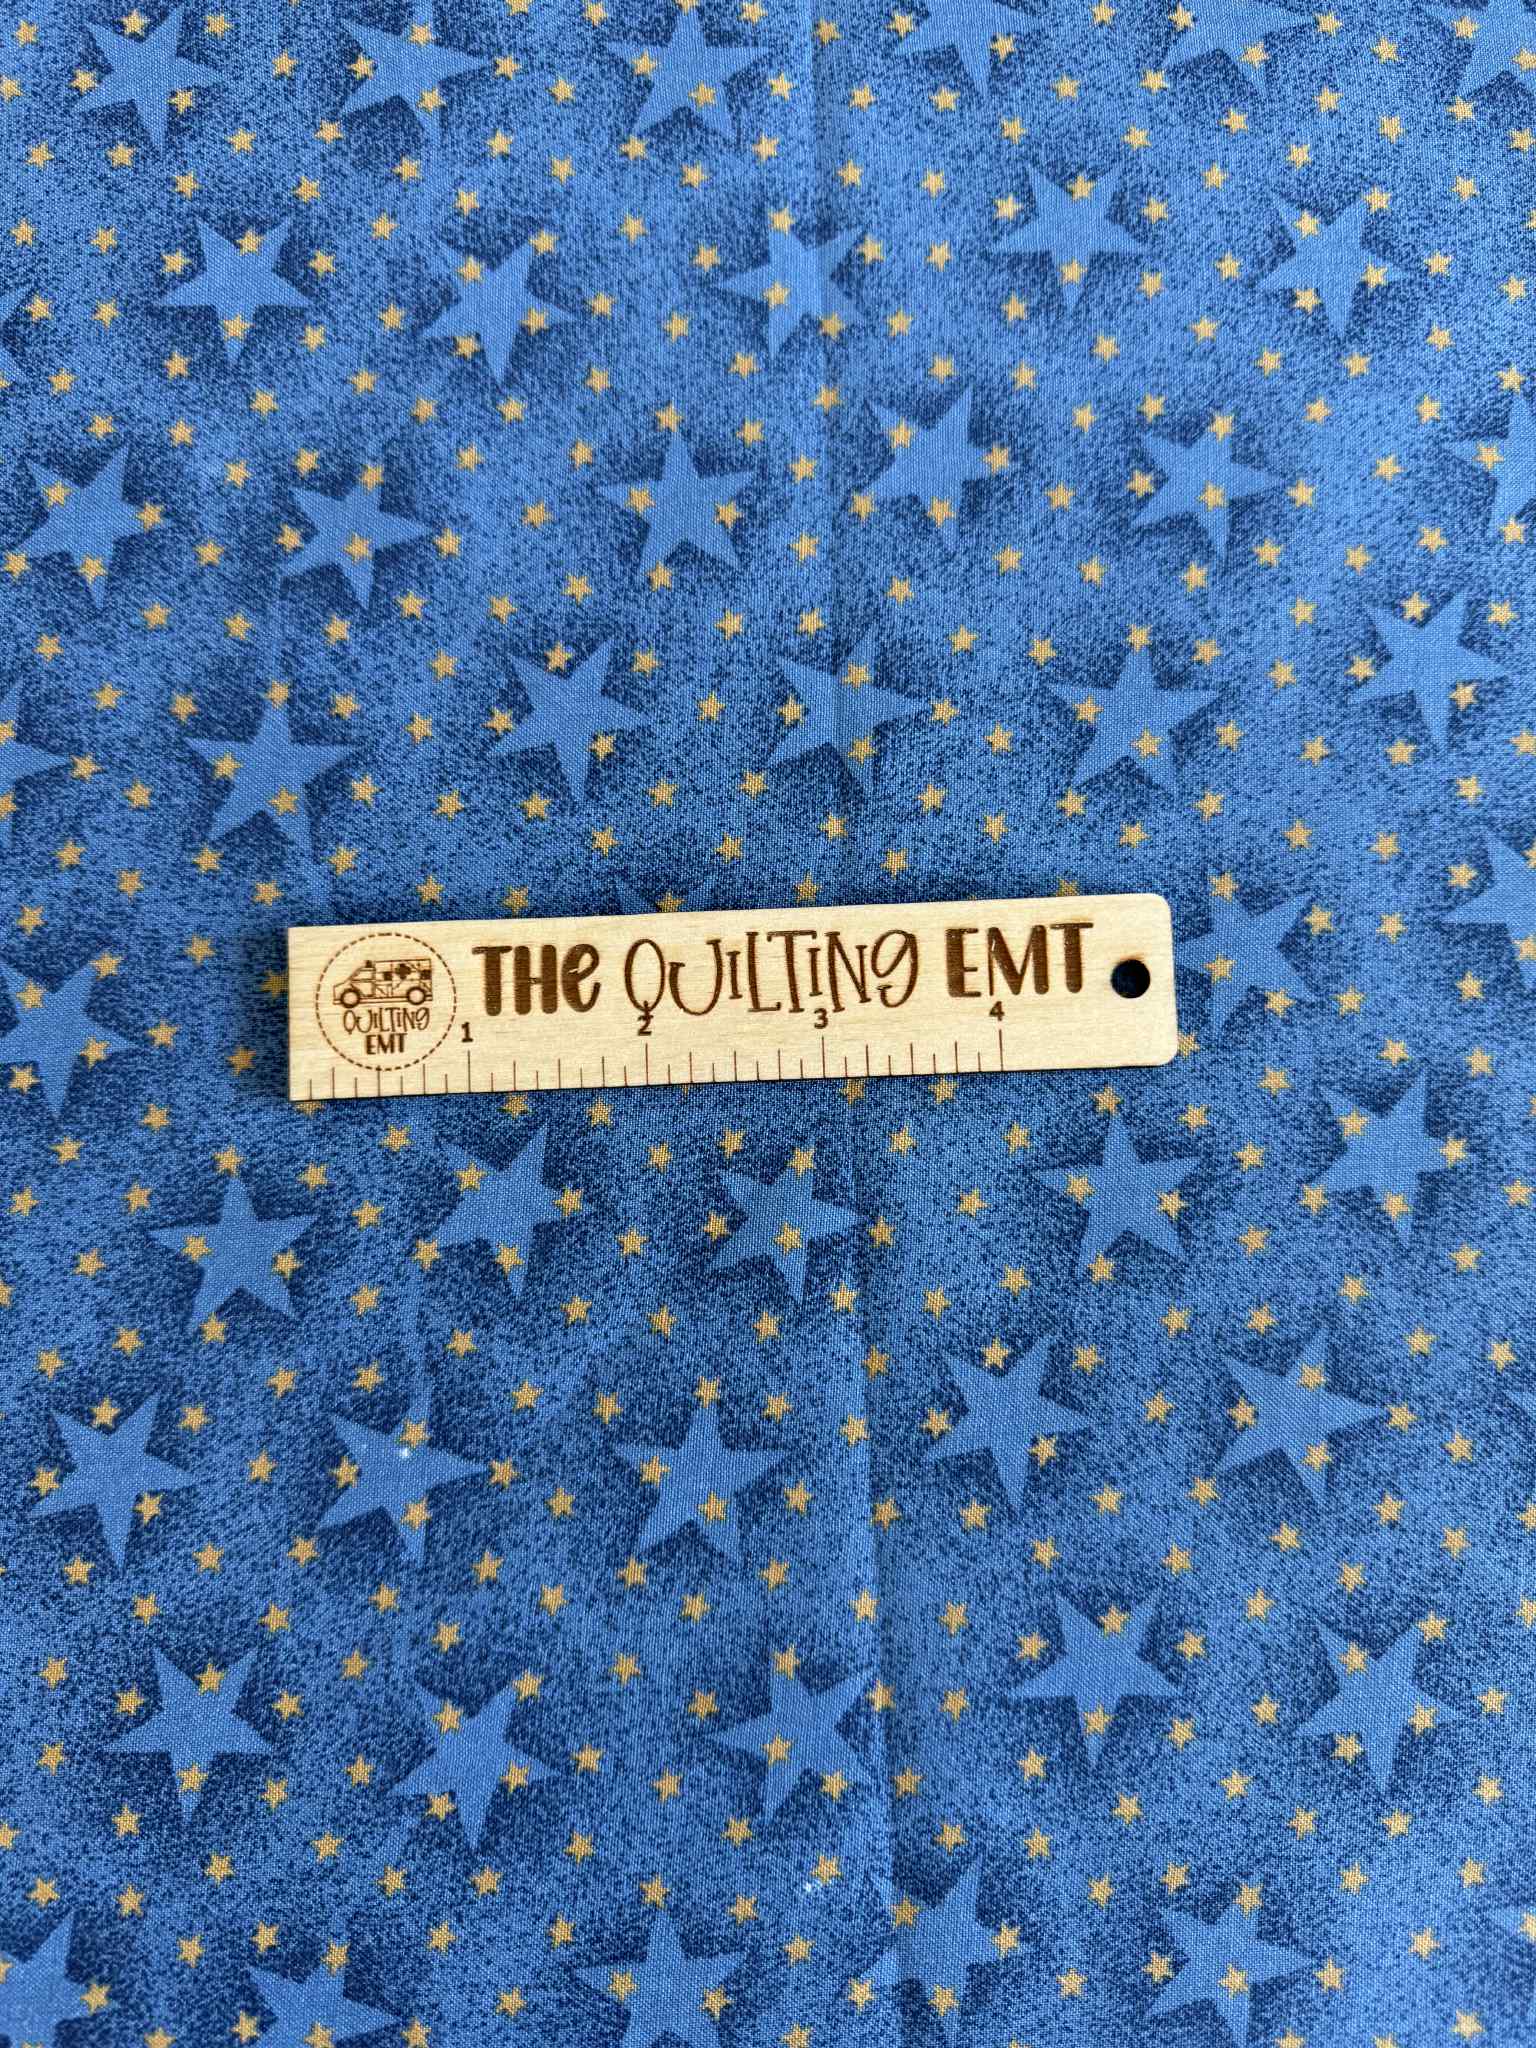 THE QUILTING EMT
QUILTING
EMT
1 2 3 4